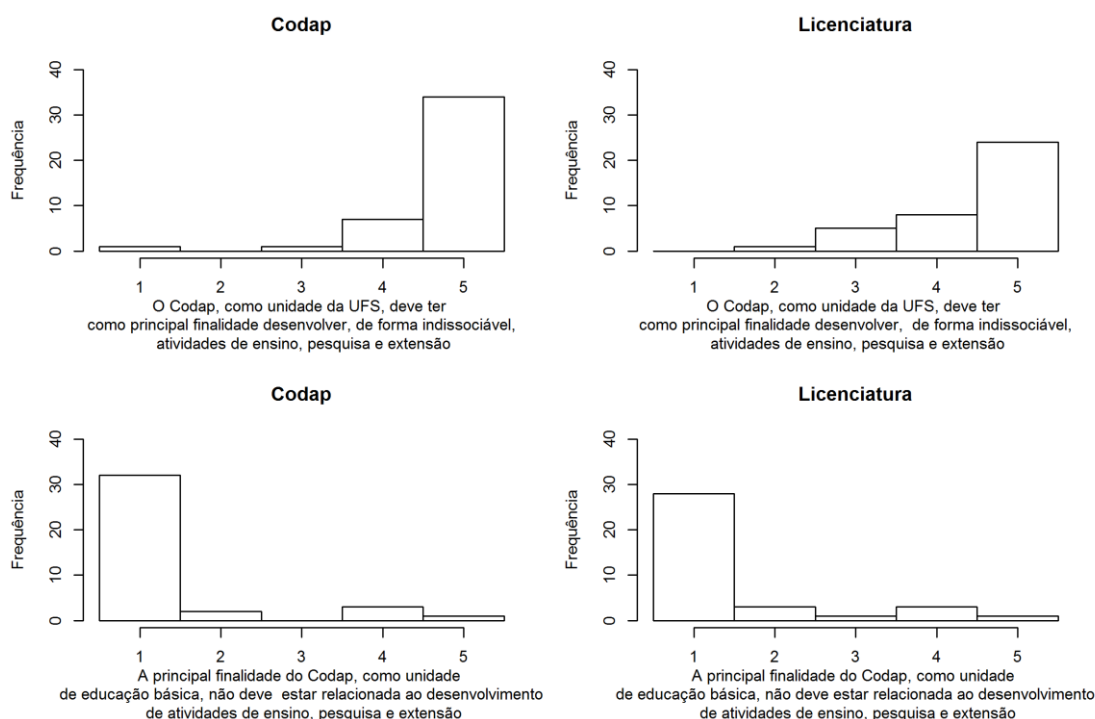 Codap
Frequência
40
30
20
10
0
1 2 3 4 5
O Codap, como unidade da UFS, deve ter
como principal finalidade desenvolver, de forma indissociável,
atividades de ensino, pesquisa e extensão
Licenciatura
Frequência
40
30
20
10
0
1 2 3 4 5
O Codap, como unidade da UFS, deve ter
como principal finalidade desenvolver, de forma indissociável,
atividades de ensino, pesquisa e extensão
Codap
Frequência
40
30
20
10
0
1 2 3 4 5
A principal finalidade do Codap, como unidade
de educação básica, não deve estar relacionada ao desenvolvimento
de atividades de ensino, pesquisa e extensão
Licenciatura
Frequência
40
30
20
10
0
1 2 3 4 5
A principal finalidade do Codap, como unidade
de educação básica, não deve estar relacionada ao desenvolvimento
de atividades de ensino, pesquisa e extensão